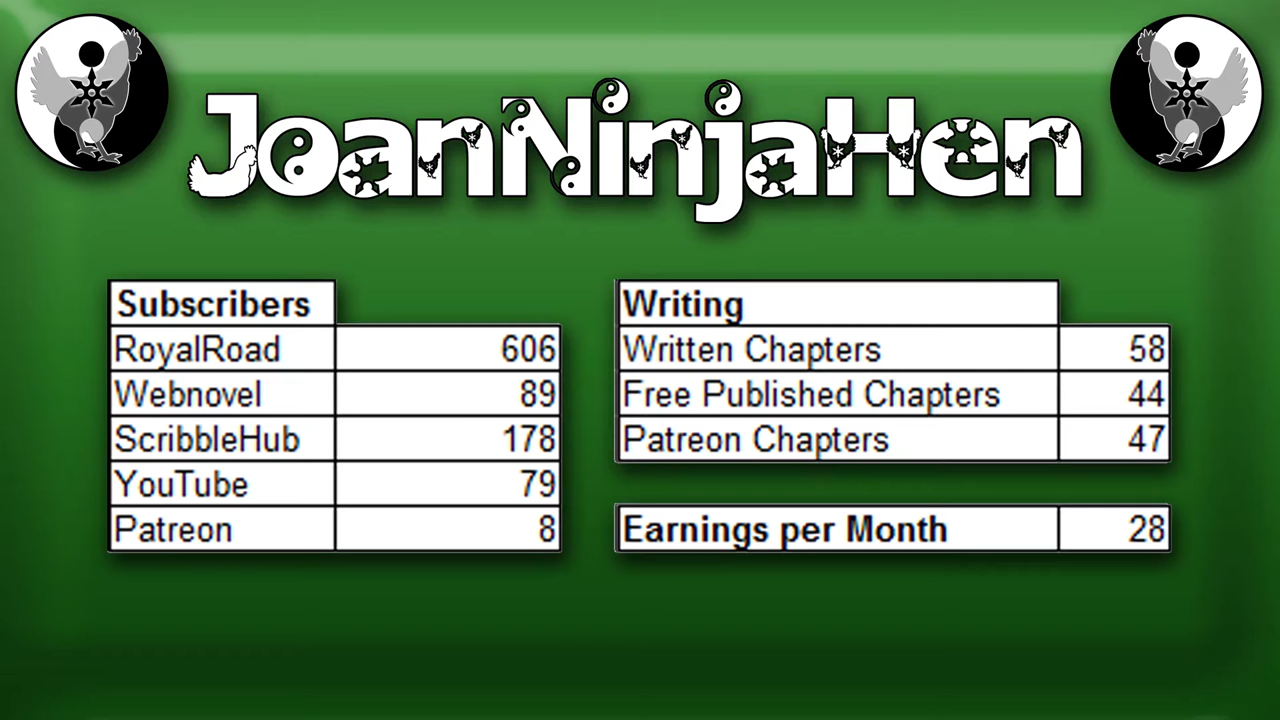 JoanNinjaHen
Subscribers
RoyalRoad 606
Webnovel 89
ScribbleHub 178
YouTube 79
Patreon 8
Writing
Written Chapters 58
Free Published Chapters 44
Patreon Chapters 47
Earnings per Month 28